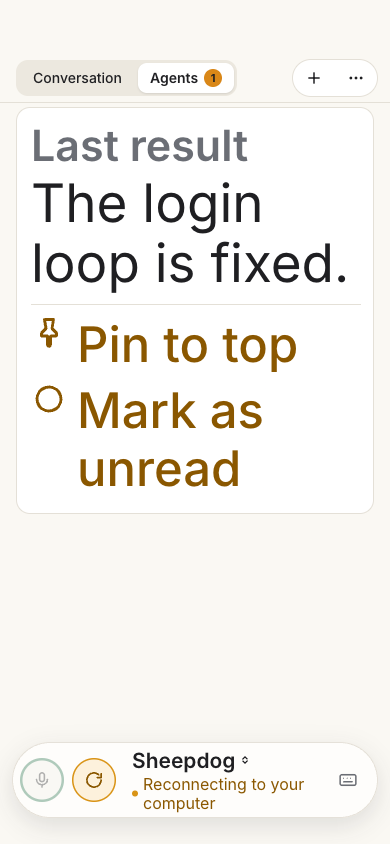 Conversation
Agents 1
Last result
The login
loop is fixed.
Pin to top
Mark as
unread
Sheepdog
Reconnecting to your
computer